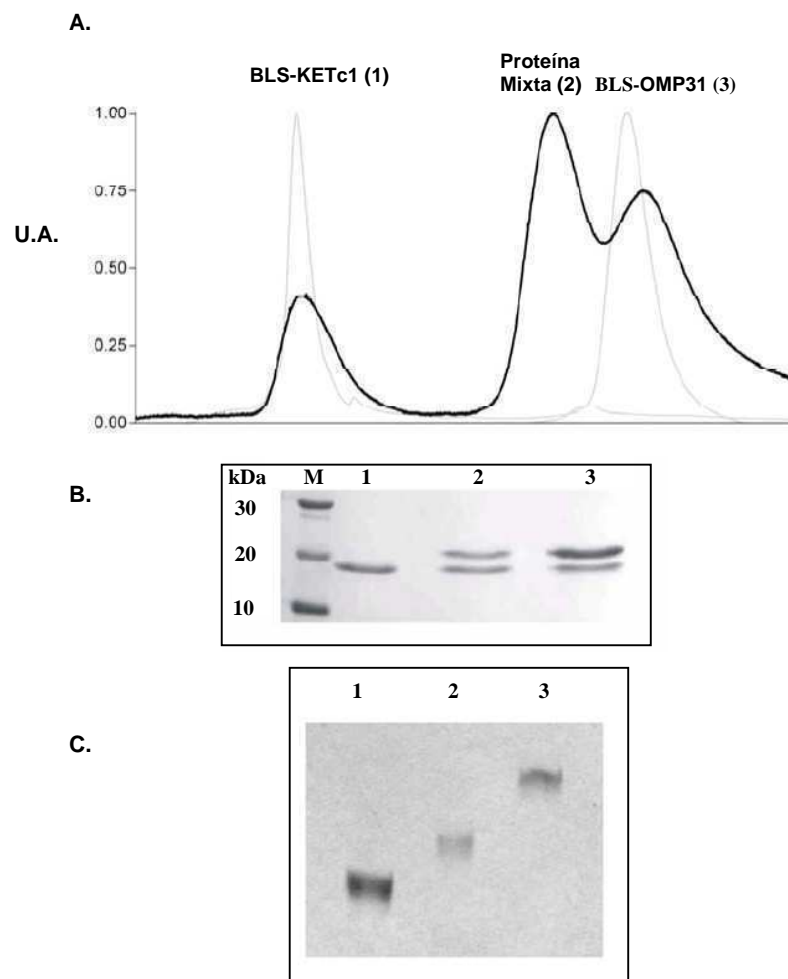 A.
BLS-KETc1 (1)
Proteína
Mixta (2)
BLS-OMP31 (3)
1.00
0.75
U.A.
0.50
0.25
0.00
B.
kDa M 1 2 3
30
20
10
C.
1 2 3